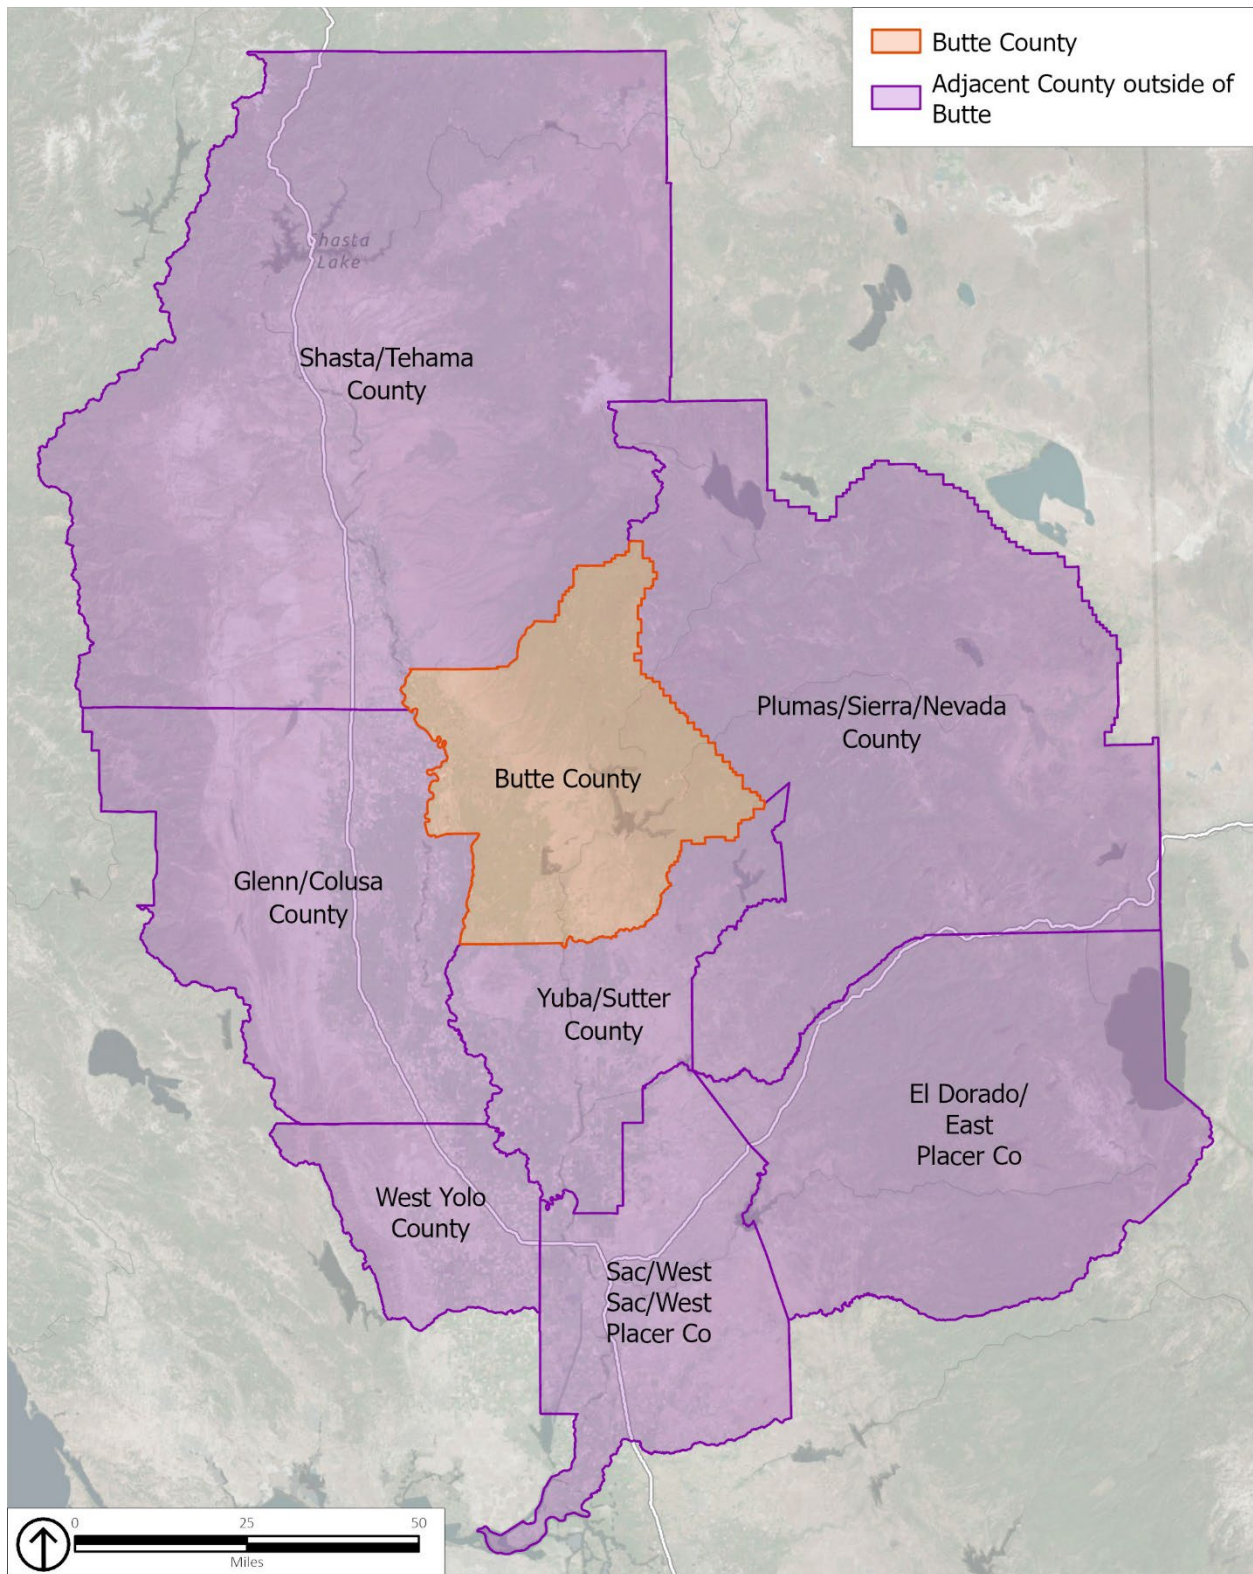 Butte County
Adjacent County outside of
Butte
Shasta
Lake
Shasta/Tehama
County
Plumas/Sierra/Nevada
County
Butte County
Glenn/Colusa
County
Yuba/Sutter
County
El Dorado/
East
Placer Co
West Yolo
County
Sac/West
Sac/West
Placer Co
0 25 50
Miles